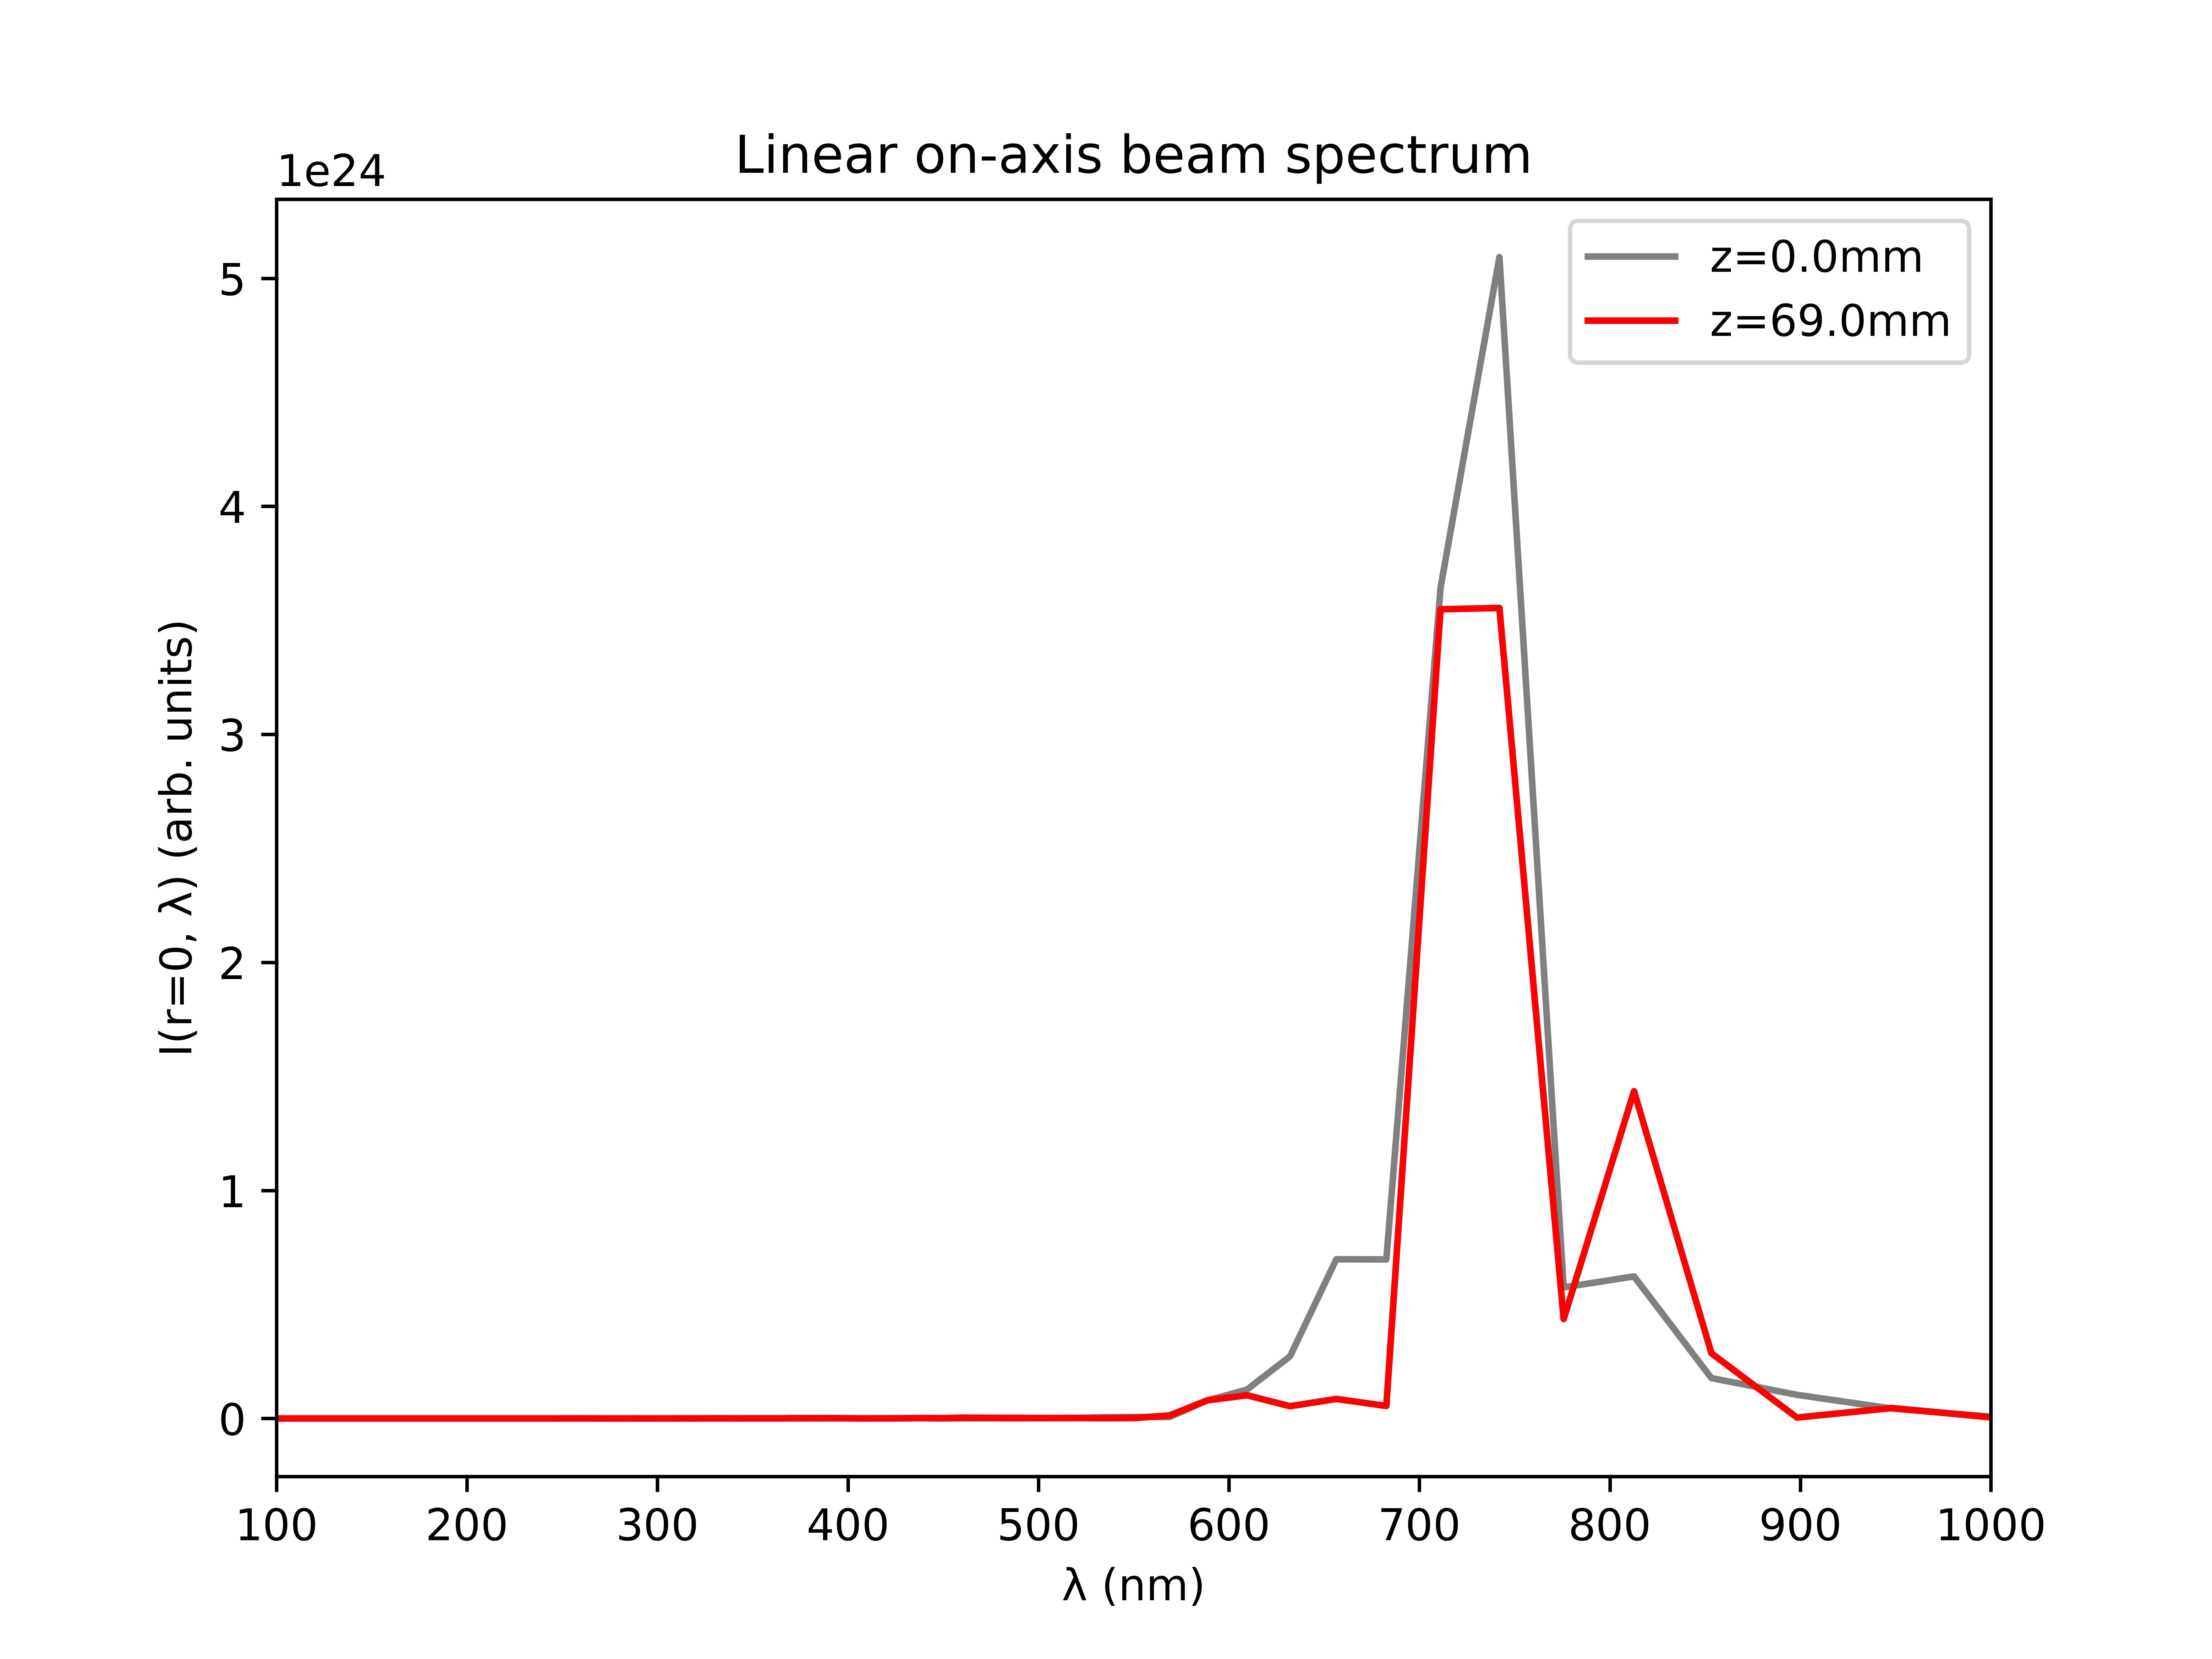 Linear on-axis beam spectrum
1e24
z=0.0mm
z=69.0mm
5
4
3
2
1
0
I(r=0, λ) (arb. units)
100 200 300 400 500 600 700 800 900 1000
λ (nm)